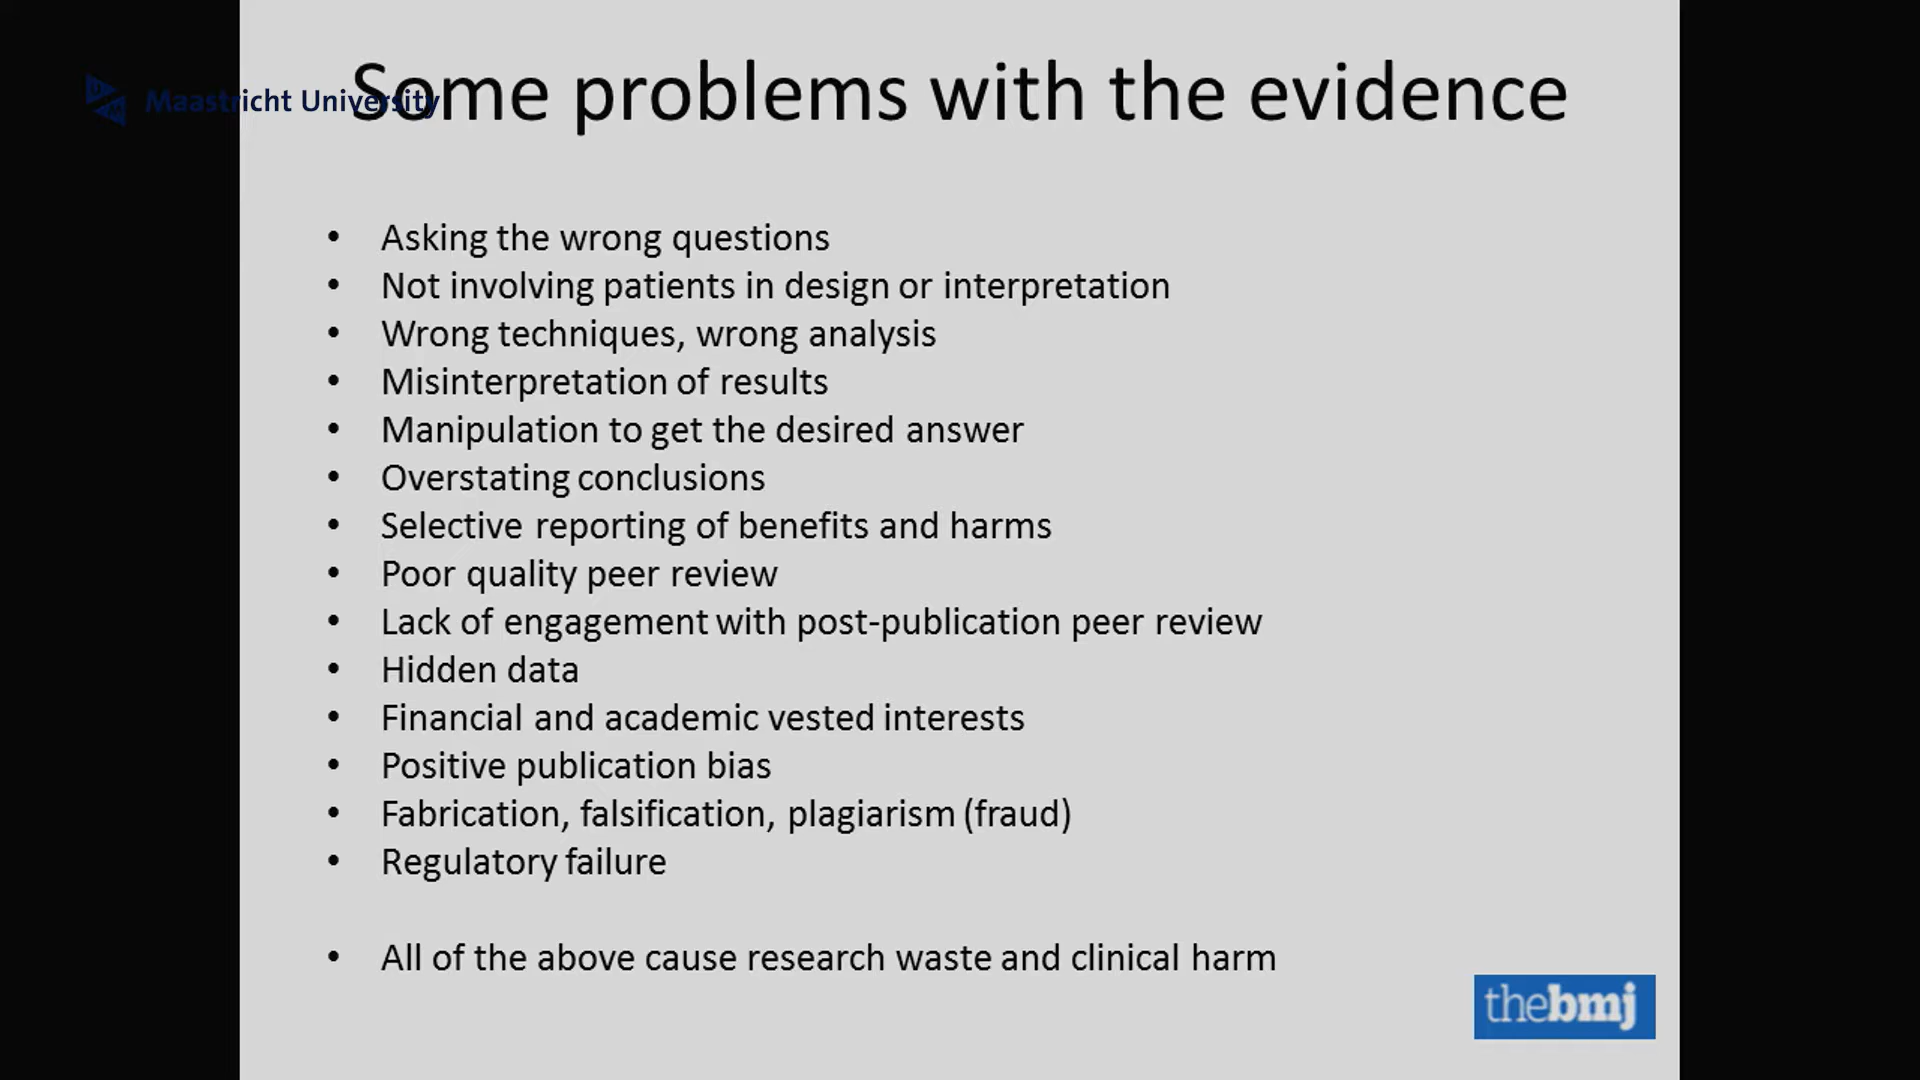 Some problems with the evidence
UM
Maastricht University
• Asking the wrong questions
• Not involving patients in design or interpretation
• Wrong techniques, wrong analysis
• Misinterpretation of results
• Manipulation to get the desired answer
• Overstating conclusions
• Selective reporting of benefits and harms
• Poor quality peer review
• Lack of engagement with post-publication peer review
• Hidden data
• Financial and academic vested interests
• Positive publication bias
• Fabrication, falsification, plagiarism (fraud)
• Regulatory failure
• All of the above cause research waste and clinical harm
thebmj